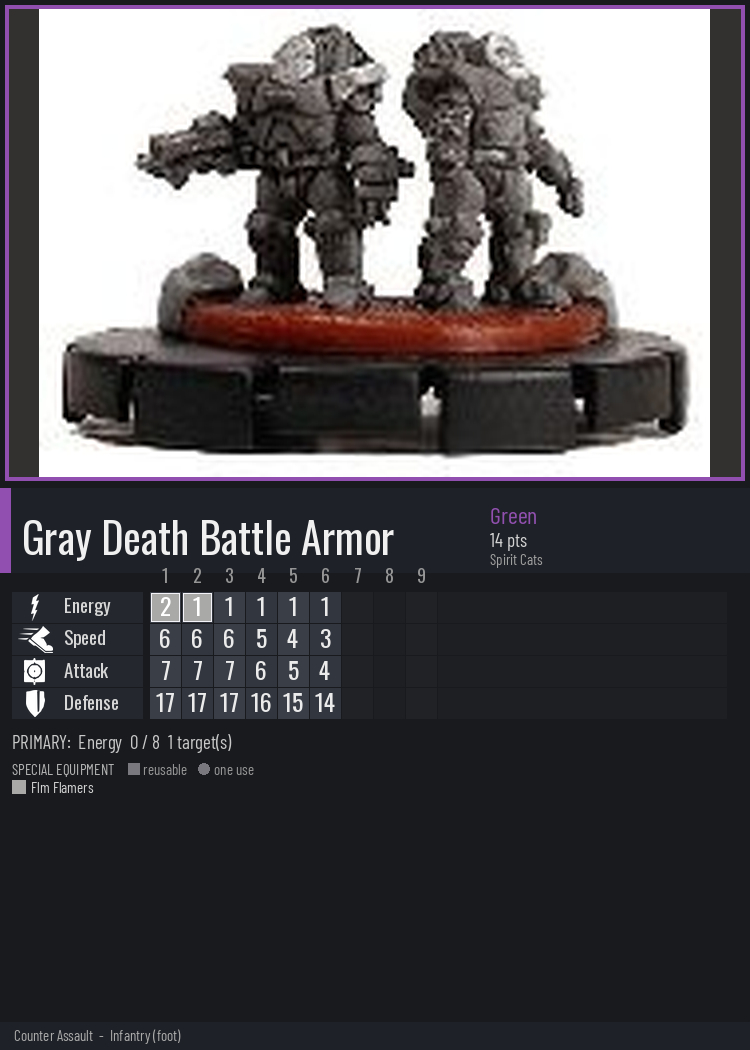 Gray Death Battle Armor
Green
14 pts
Spirit Cats
1 2 3 4 5 6 7 8 9
Energy 2 1 1 1 1 1
Speed 6 6 6 5 4 3
Attack 7 7 7 6 5 4
Defense 17 17 17 16 15 14
PRIMARY: Energy 0 / 8 1 target(s)
SPECIAL EQUIPMENT reusable one use
Flm Flamers
Counter Assault - Infantry (foot)